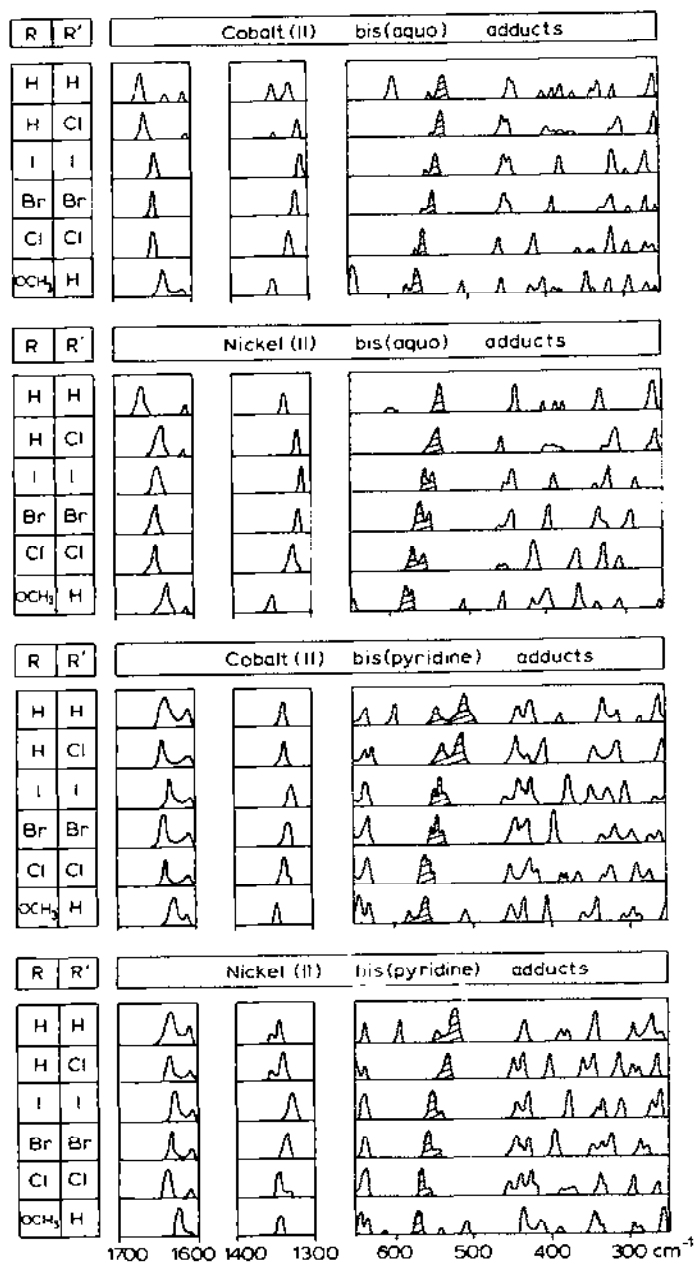 R R' Cobalt (II) bis(aquo) adducts
H H
H Cl
I I
Br Br
Cl Cl
OCH3 H
R R' Nickel (II) bis(aquo) adducts
H H
H Cl
I I
Br Br
Cl Cl
OCH3 H
R R' Cobalt (II) bis(pyridine) adducts
H H
H Cl
I I
Br Br
Cl Cl
OCH3 H
R R' Nickel (II) bis(pyridine) adducts
H H
H Cl
I I
Br Br
Cl Cl
OCH3 H
1700 1600 1400 1300 600 500 400 300 cm-1